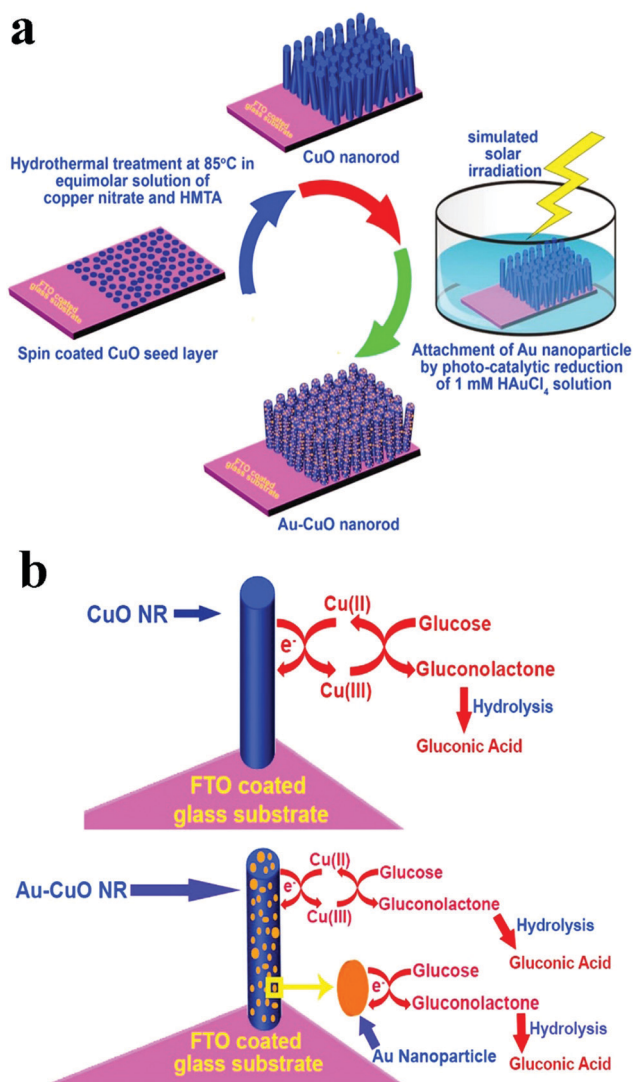 a
FTO coated
glass substrate
CuO nanorod
Hydrothermal treatment at 85°C in
equimolar solution of
copper nitrate and HMTA
simulated
solar
irradiation
FTO coated
glass substrate
Spin coated CuO seed layer
Attachment of Au nanoparticle
by photo-catalytic reduction
of 1 mM HAuCl₄ solution
FTO coated
glass substrate
Au-CuO nanorod
b
CuO NR
e⁻
Cu(II)
Cu(III)
Glucose
Gluconolactone
Hydrolysis
Gluconic Acid
FTO coated
glass substrate
Au-CuO NR
e⁻
Cu(II)
Cu(III)
Glucose
Gluconolactone
Hydrolysis
Gluconic Acid
e⁻
Glucose
Gluconolactone
Hydrolysis
Gluconic Acid
Au Nanoparticle
FTO coated
glass substrate